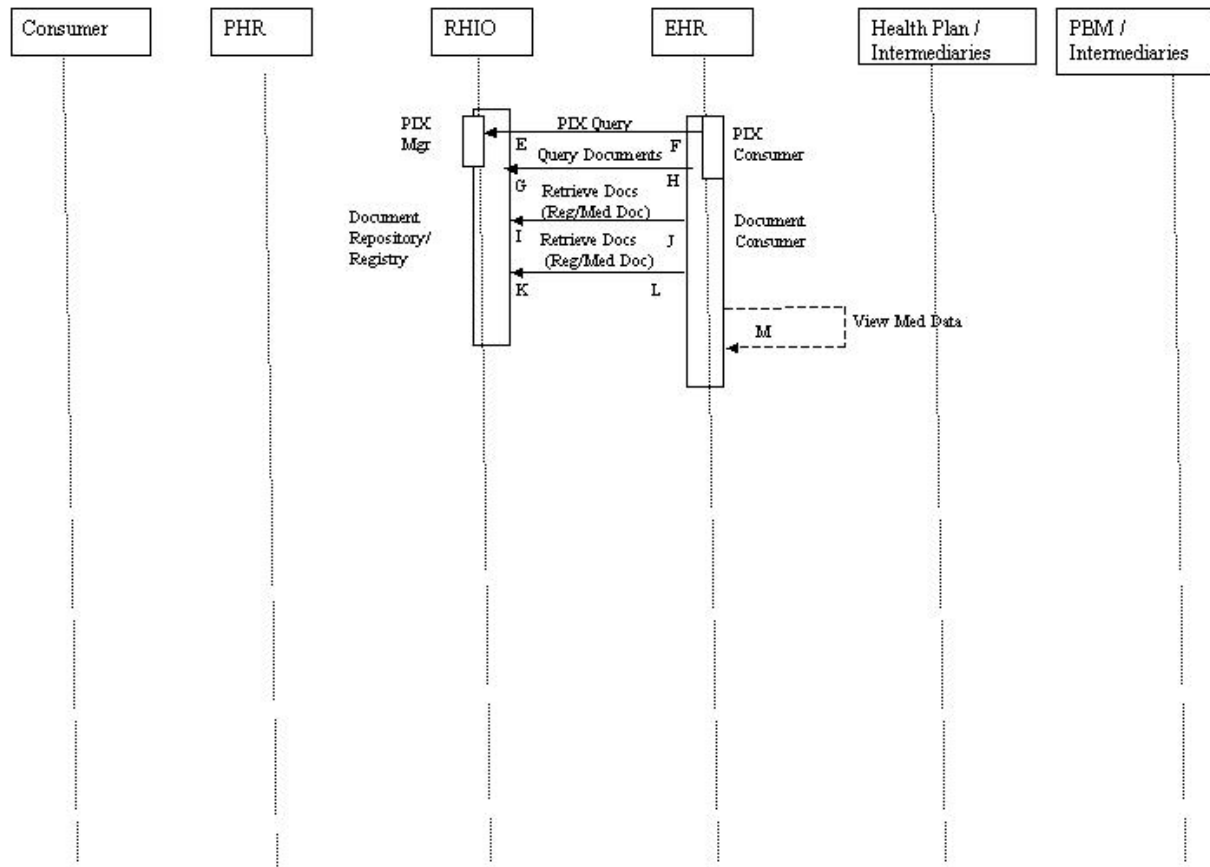 Consumer
PHR
RHIO
EHR
Health Plan /
Intermediaries
PBM /
Intermediaries
PIX
Mgr
PIX Query
E
F
PIX
Consumer
Query Documents
G
H
Retrieve Docs
(Reg/Med Doc)
Document
Repository/
Registry
Document
Consumer
I
J
Retrieve Docs
(Reg/Med Doc)
K
L
M
View Med Data